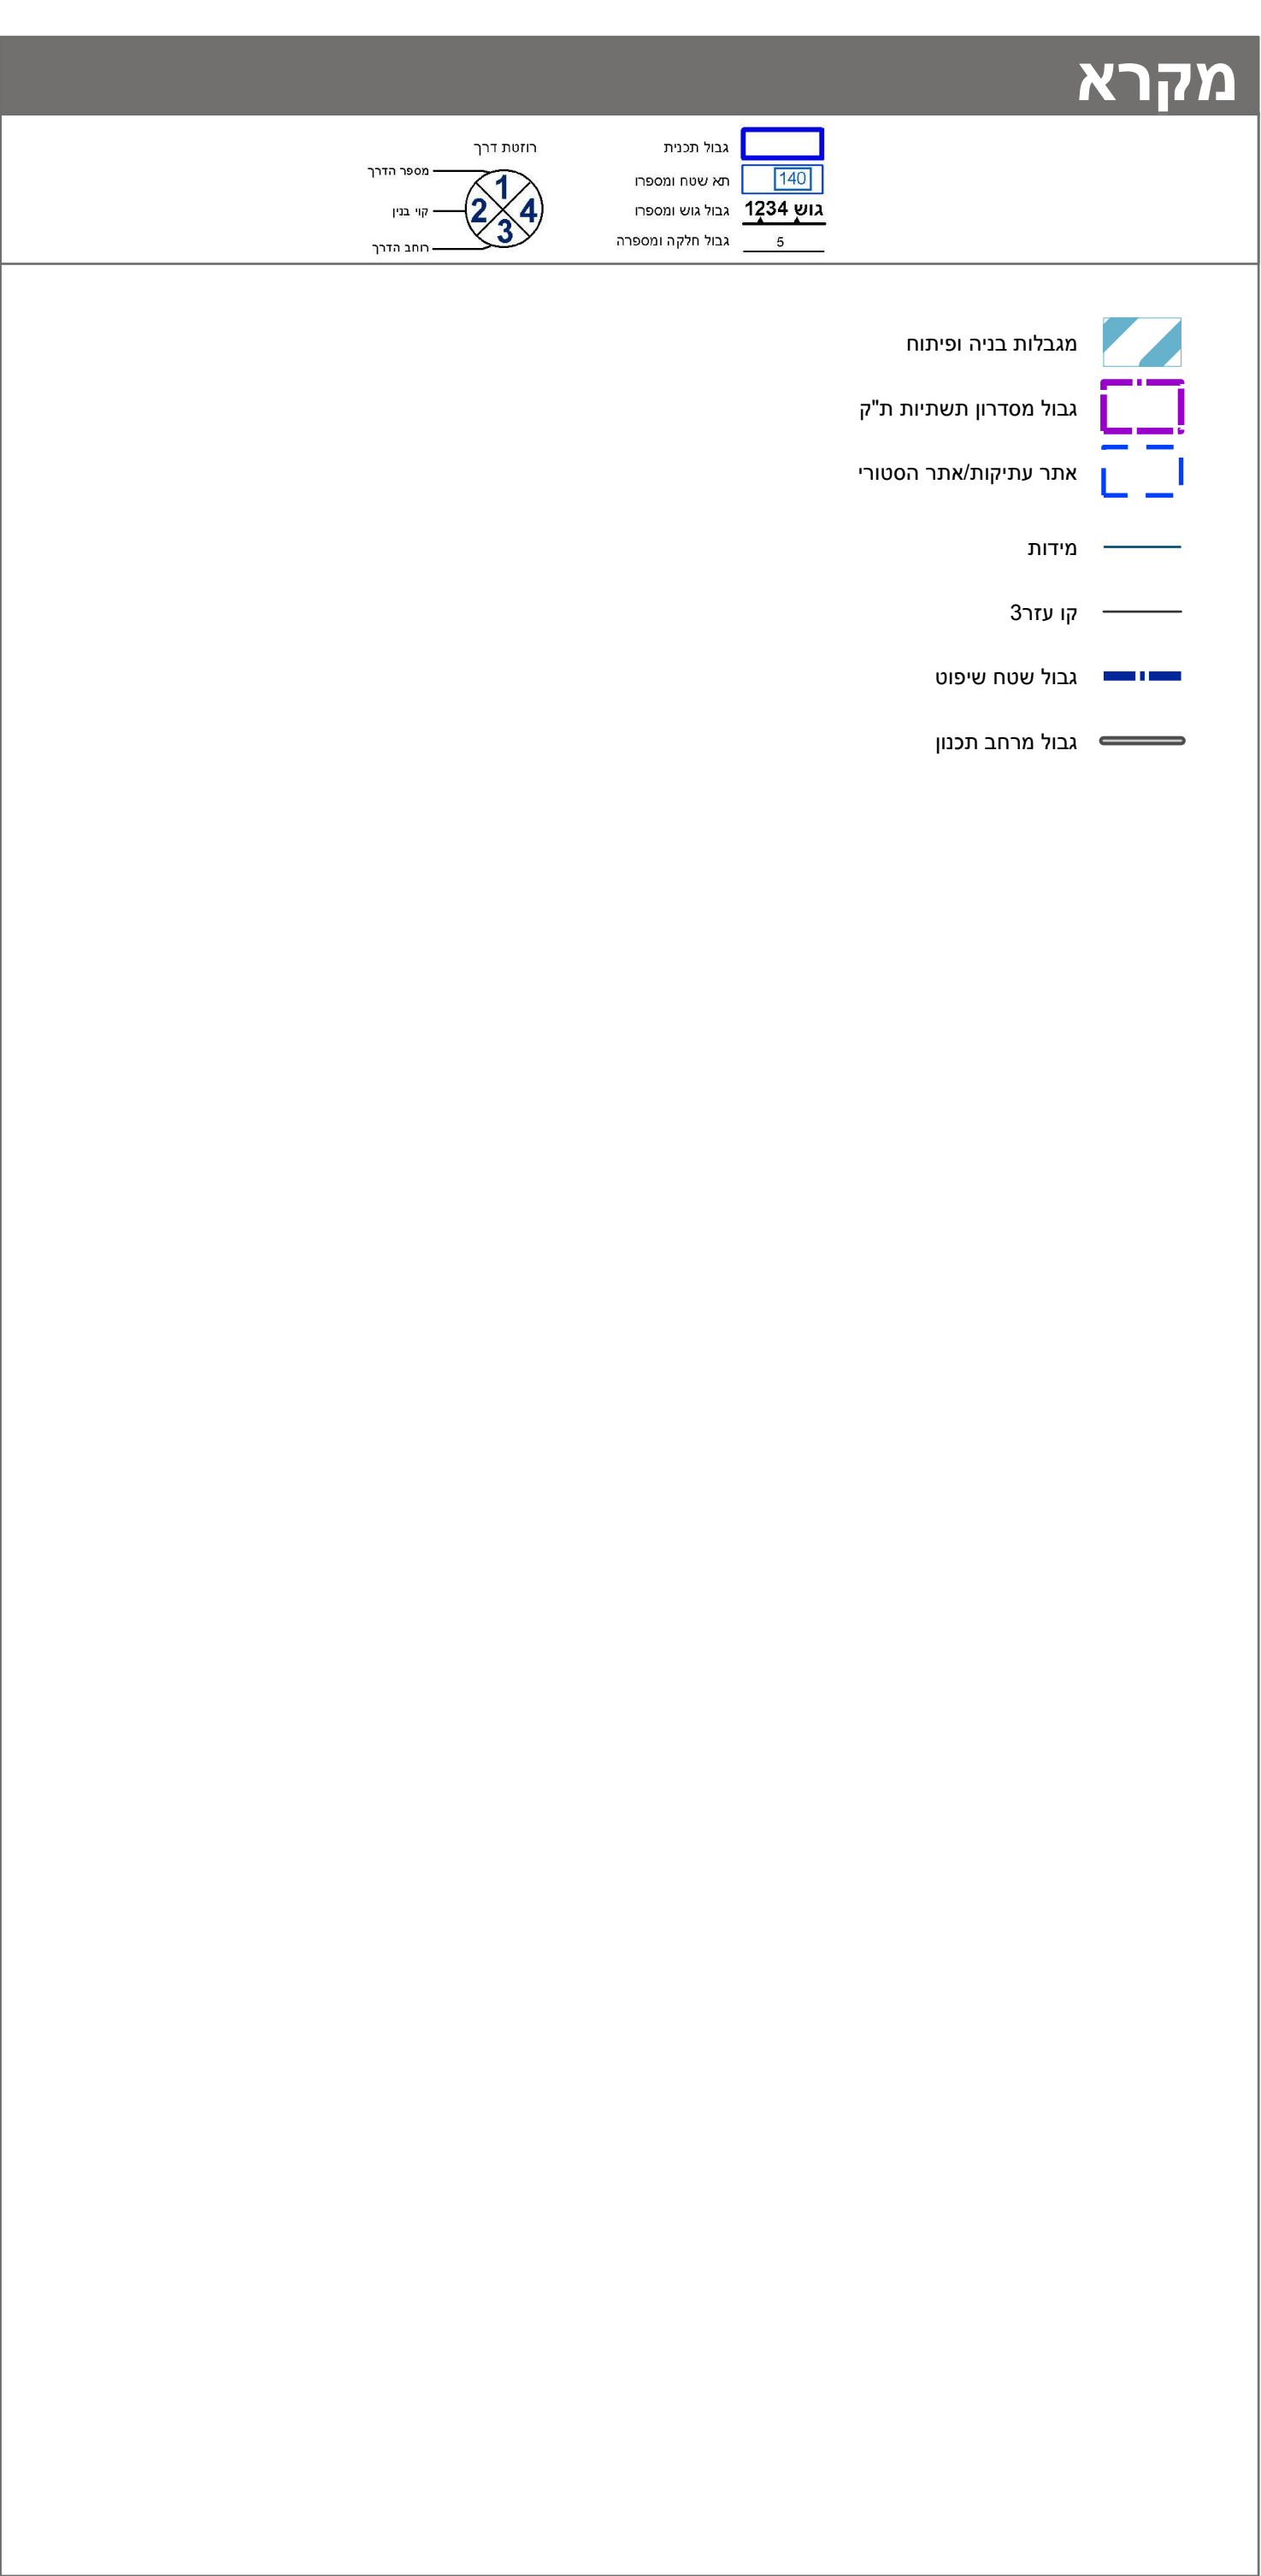 מקרא
גבול תכנית
תא שטח ומספרו
140
גבול גוש ומספרו
גוש 1234
גבול חלקה ומספרה
5
רוזטת דרך
מספר הדרך
קוי בנין
רוחב הדרך
1
2
4
3
מגבלות בניה ופיתוח
גבול מסדרון תשתיות ת"ק
אתר עתיקות/אתר הסטורי
מידות
קו עזר3
גבול שטח שיפוט
גבול מרחב תכנון